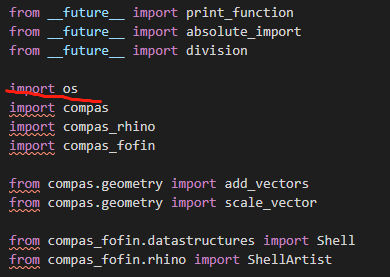 from __future__ import print_function
from __future__ import absolute_import
from __future__ import division
import os
import compas
import compas_rhino
import compas_fofin
from compas.geometry import add_vectors
from compas.geometry import scale_vector
from compas_fofin.datastructures import Shell
from compas_fofin.rhino import ShellArtist